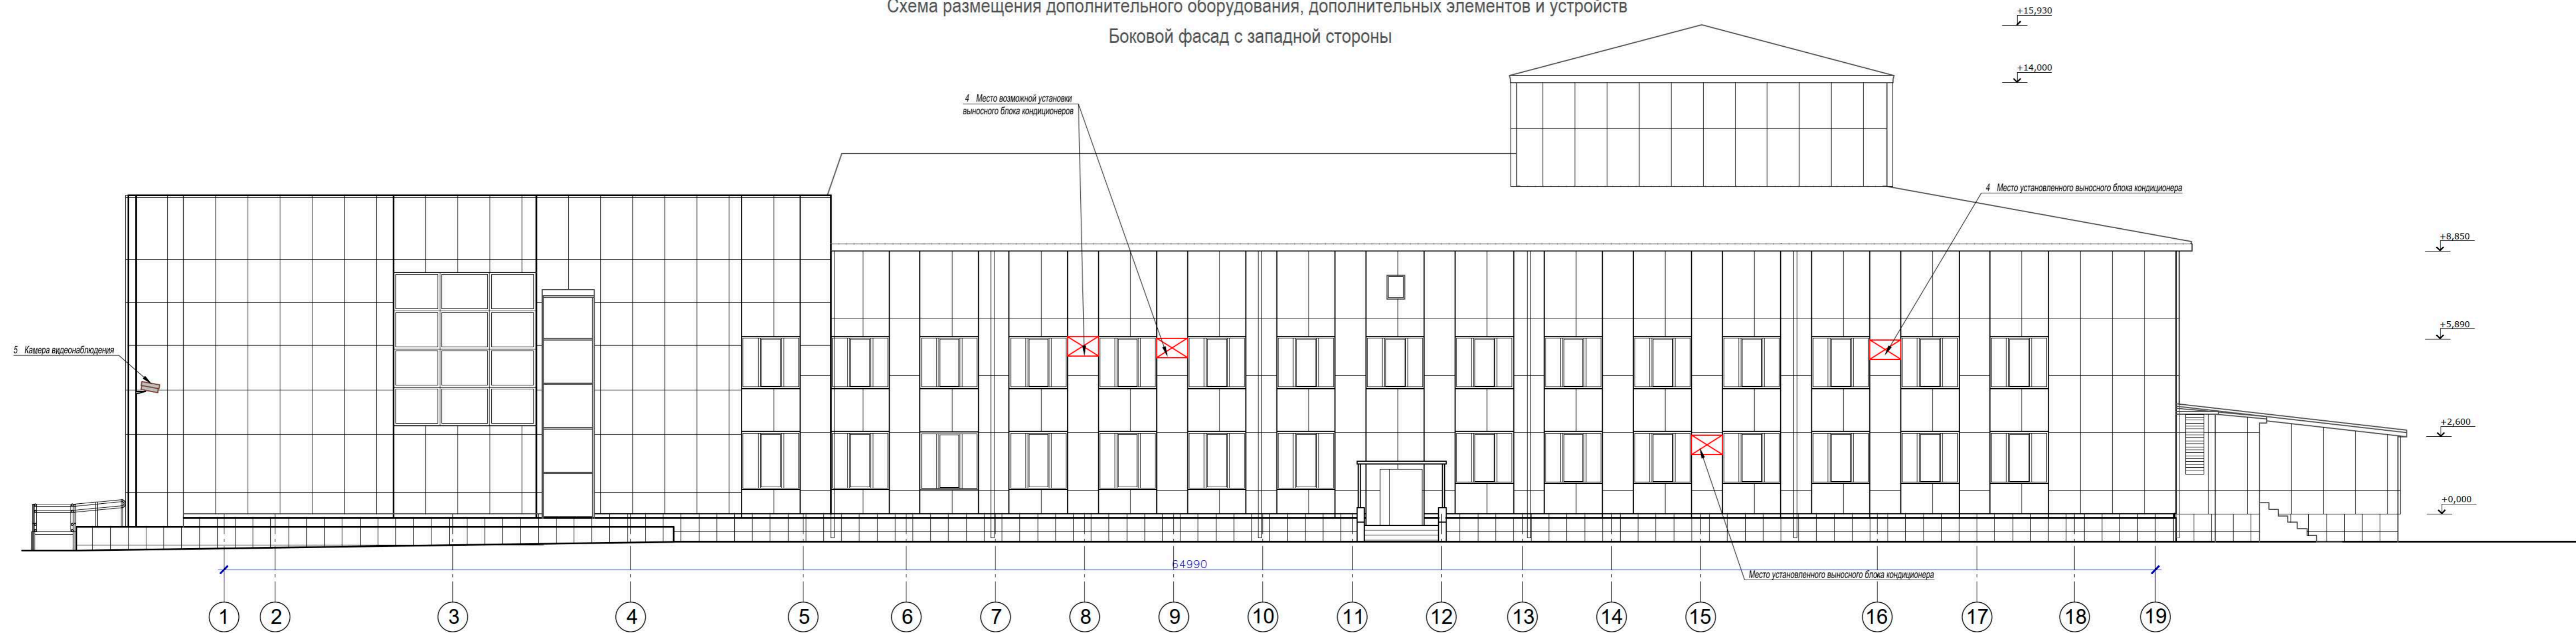 Схема размещения дополнительного оборудования, дополнительных элементов и устройств
Боковой фасад с западной стороны
+15,930
+14,000
4 Место возможной установки
выносного блока кондиционеров
4 Место установленного выносного блока кондиционера
+8,850
+5,890
5 Камера видеонаблюдения
+2,600
+0,000
64990
Место установленного выносного блока кондиционера
1 2 3 4 5 6 7 8 9 10 11 12 13 14 15 16 17 18 19